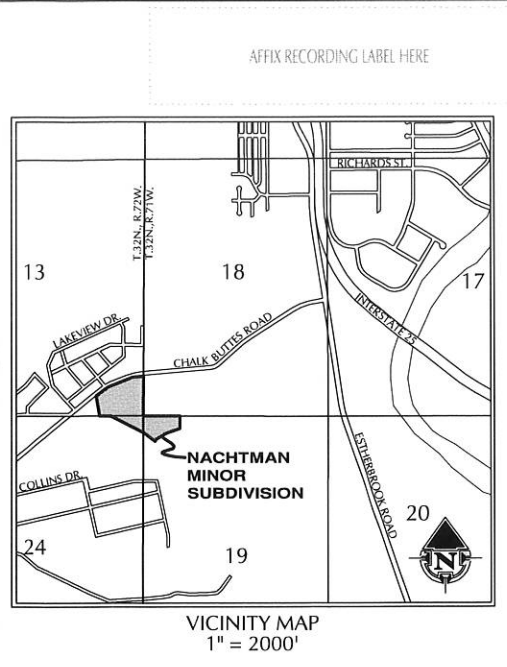 AFFIX RECORDING LABEL HERE
RICHARDS ST.
T.32N., R.72W.
T.32N., R.71W.
13
18
17
INTERSTATE 25
LAKEVIEW DR.
CHALK BUTTES ROAD
NACHTMAN
MINOR
SUBDIVISION
ESTHERBROOK ROAD
COLLINS DR.
20
24
19
N
VICINITY MAP
1" = 2000'